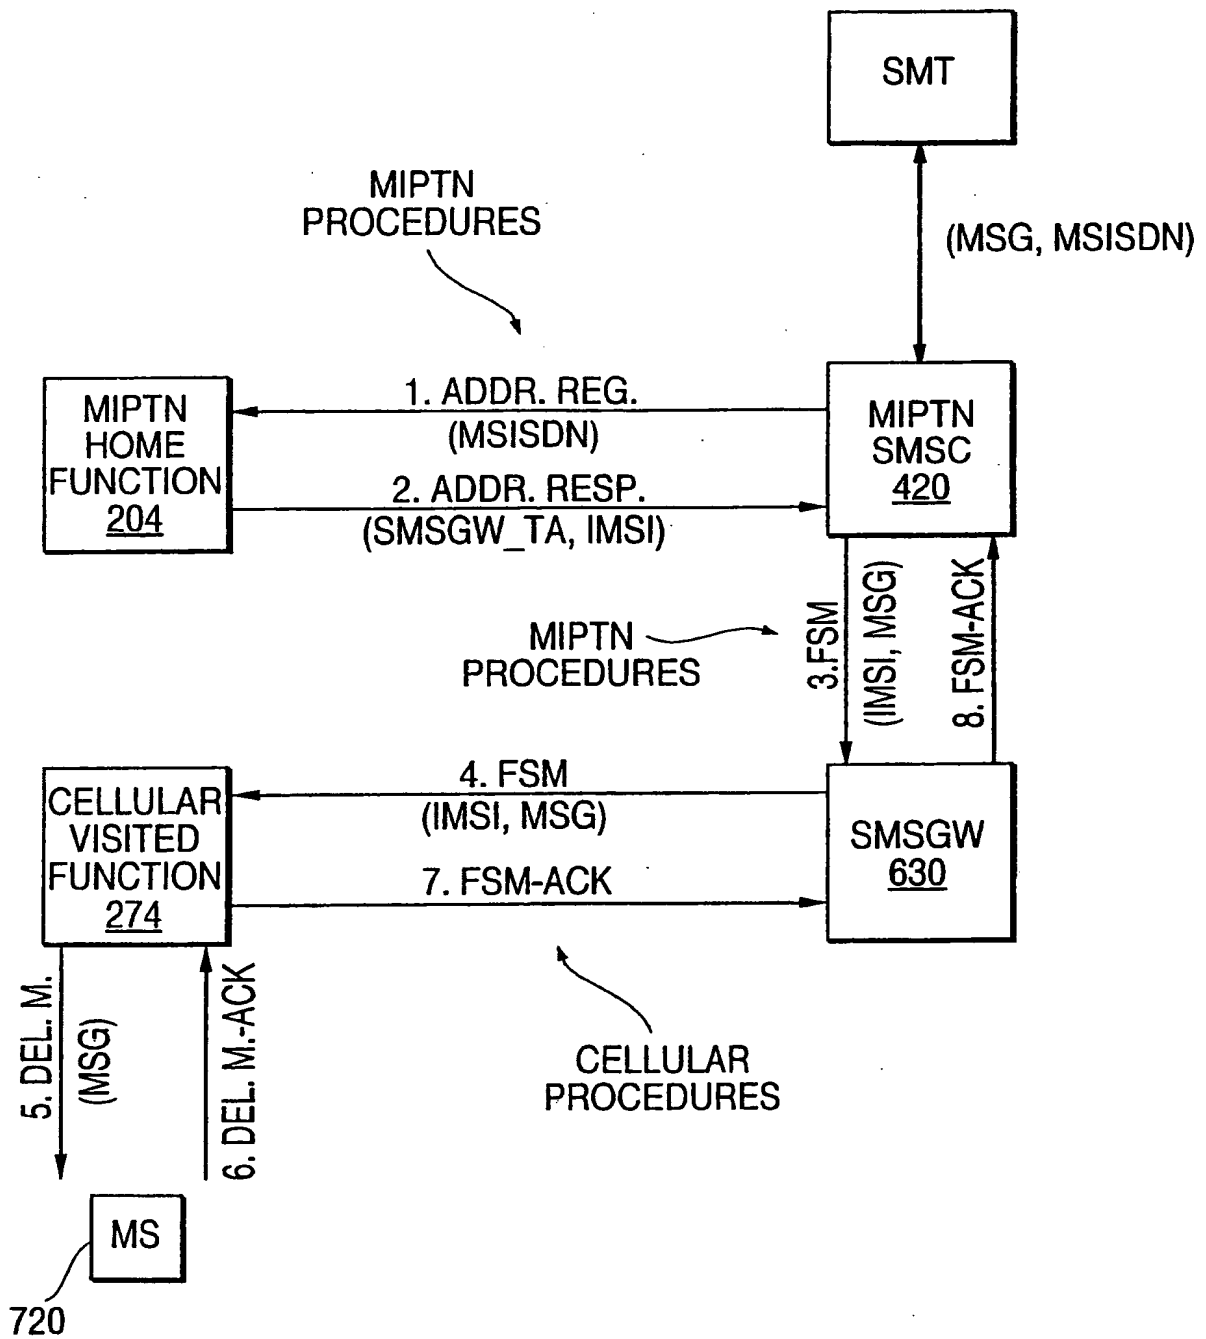 SMT
(MSG, MSISDN)
MIPTN
PROCEDURES
1. ADDR. REG.
(MSISDN)
2. ADDR. RESP.
(SMSGW_TA, IMSI)
MIPTN
HOME
FUNCTION
204
MIPTN
SMSC
420
MIPTN
PROCEDURES
3.FSM
(IMSI, MSG)
8. FSM-ACK
4. FSM
(IMSI, MSG)
7. FSM-ACK
CELLULAR
VISITED
FUNCTION
274
SMSGW
630
5. DEL. M.
(MSG)
6. DEL. M.-ACK
CELLULAR
PROCEDURES
MS
720